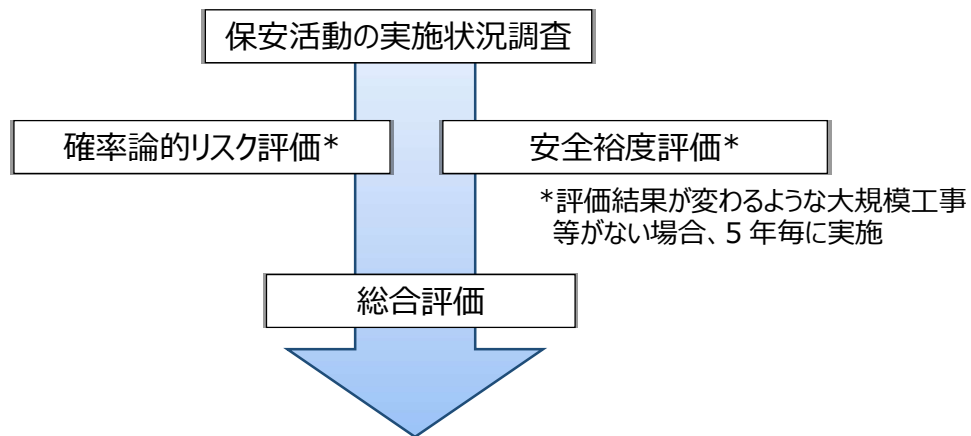 保安活動の実施状況調査
確率論的リスク評価*
安全裕度評価*
*評価結果が変わるような大規模工事
等がない場合、5 年毎に実施
総合評価